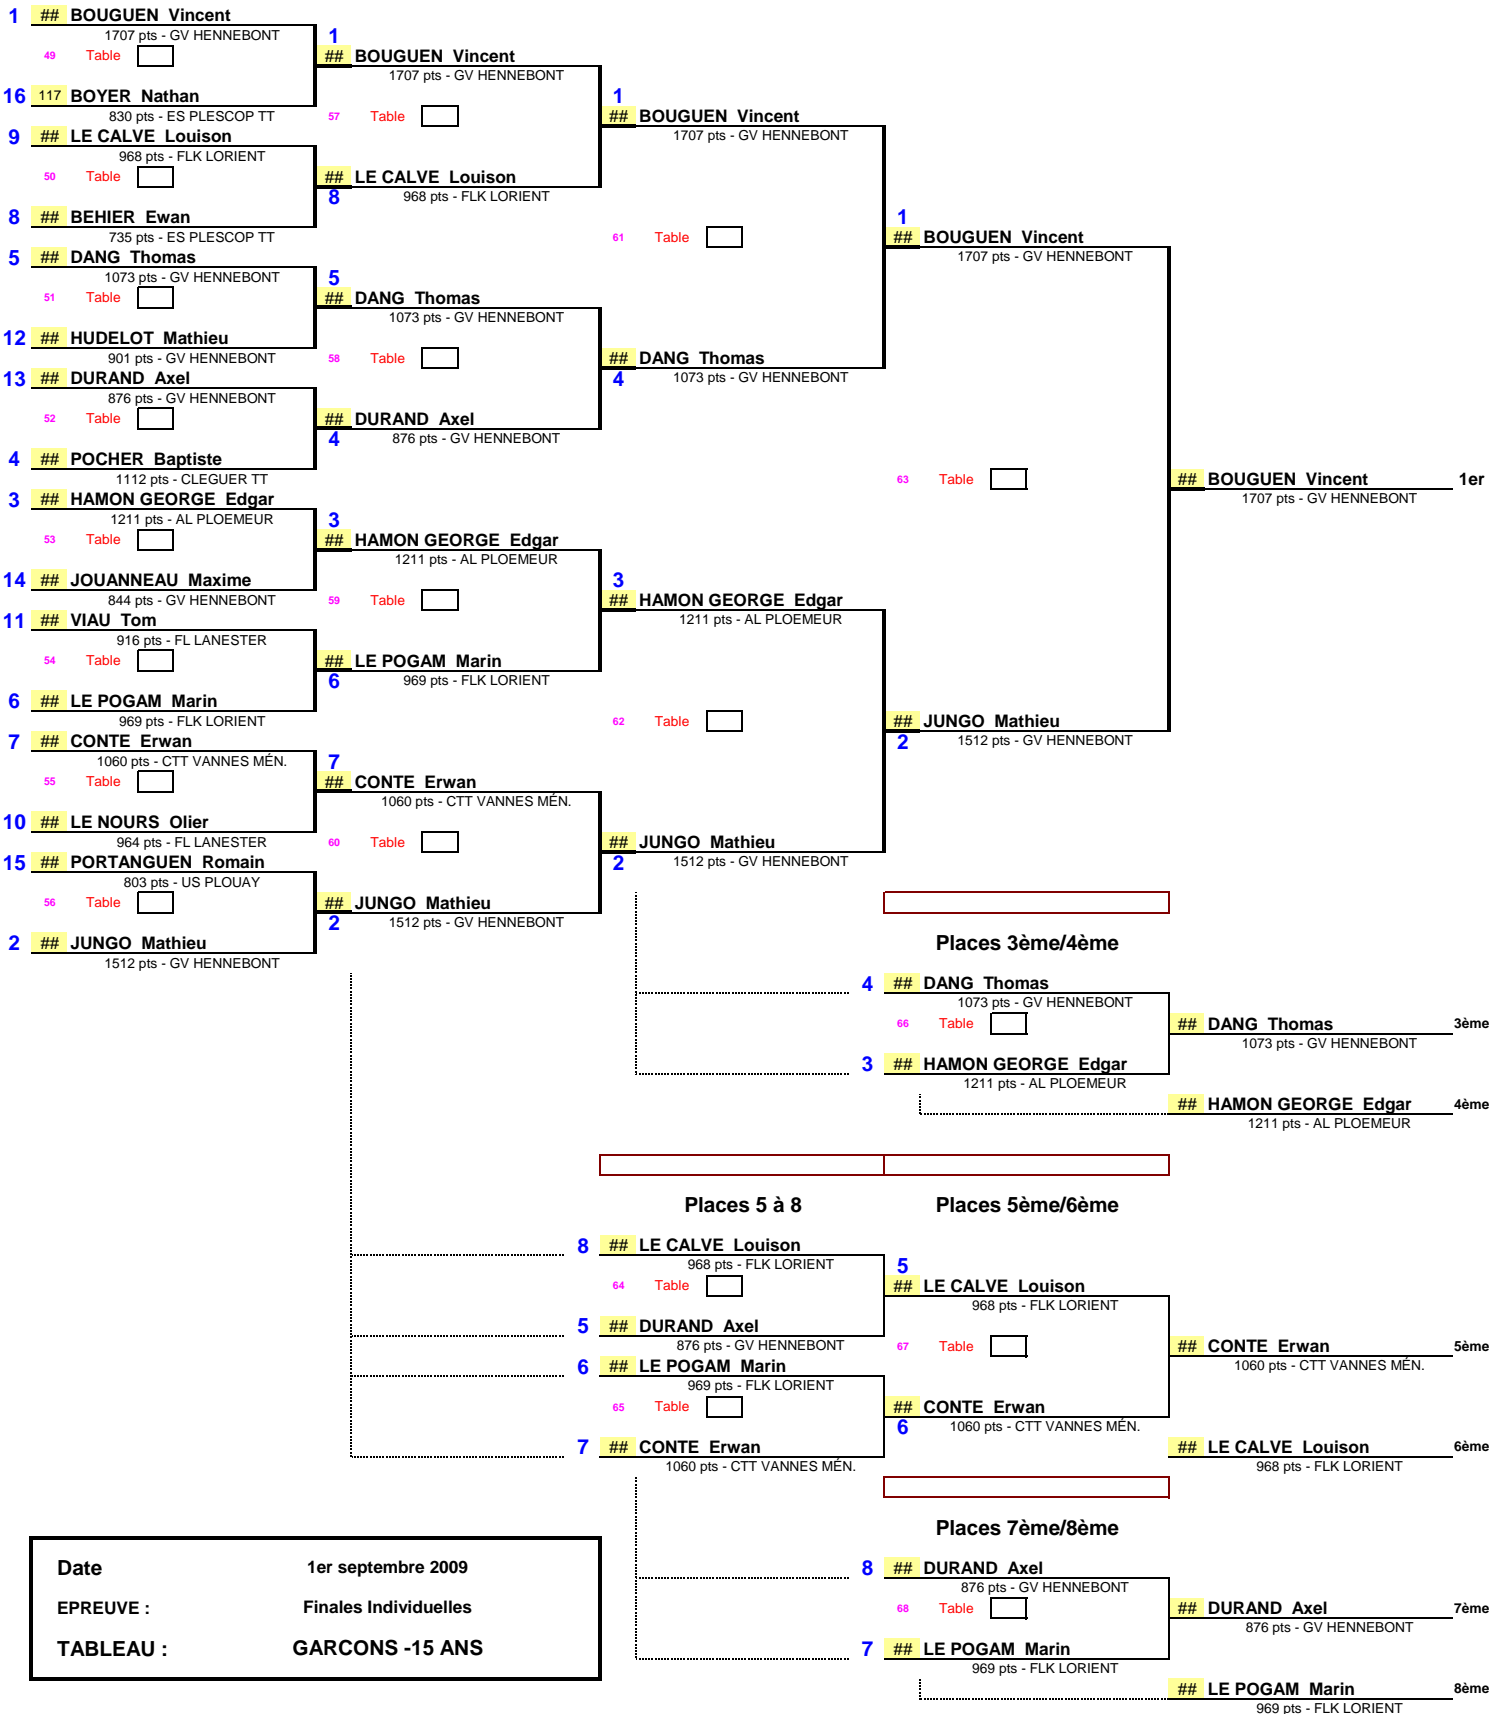 1 ## BOUGUEN Vincent
1707 pts - GV HENNEBONT
49 Table
16 117 BOYER Nathan
830 pts - ES PLESCOP TT
9 ## LE CALVE Louison
968 pts - FLK LORIENT
50 Table
8 ## BEHIER Ewan
735 pts - ES PLESCOP TT
5 ## DANG Thomas
1073 pts - GV HENNEBONT
51 Table
12 ## HUDELOT Mathieu
901 pts - GV HENNEBONT
13 ## DURAND Axel
876 pts - GV HENNEBONT
52 Table
4 ## POCHER Baptiste
1112 pts - CLEGUER TT
3 ## HAMON GEORGE Edgar
1211 pts - AL PLOEMEUR
53 Table
14 ## JOUANNEAU Maxime
844 pts - GV HENNEBONT
11 ## VIAU Tom
916 pts - FL LANESTER
54 Table
6 ## LE POGAM Marin
969 pts - FLK LORIENT
7 ## CONTE Erwan
1060 pts - CTT VANNES MÉN.
55 Table
10 ## LE NOURS Olier
964 pts - FL LANESTER
15 ## PORTANGUEN Romain
803 pts - US PLOUAY
56 Table
2 ## JUNGO Mathieu
1512 pts - GV HENNEBONT
1
## BOUGUEN Vincent
1707 pts - GV HENNEBONT
57 Table
## LE CALVE Louison
8 968 pts - FLK LORIENT
5
## DANG Thomas
1073 pts - GV HENNEBONT
58 Table
## DURAND Axel
4 876 pts - GV HENNEBONT
3
## HAMON GEORGE Edgar
1211 pts - AL PLOEMEUR
59 Table
## LE POGAM Marin
6 969 pts - FLK LORIENT
7
## CONTE Erwan
1060 pts - CTT VANNES MÉN.
60 Table
## JUNGO Mathieu
2 1512 pts - GV HENNEBONT
1
## BOUGUEN Vincent
1707 pts - GV HENNEBONT
61 Table
## DANG Thomas
4 1073 pts - GV HENNEBONT
3
## HAMON GEORGE Edgar
1211 pts - AL PLOEMEUR
62 Table
## JUNGO Mathieu
2 1512 pts - GV HENNEBONT
1
## BOUGUEN Vincent
1707 pts - GV HENNEBONT
63 Table
## JUNGO Mathieu
2 1512 pts - GV HENNEBONT
## BOUGUEN Vincent 1er
1707 pts - GV HENNEBONT
Places 3ème/4ème
4 ## DANG Thomas
1073 pts - GV HENNEBONT
66 Table
3 ## HAMON GEORGE Edgar
1211 pts - AL PLOEMEUR
## DANG Thomas 3ème
1073 pts - GV HENNEBONT
## HAMON GEORGE Edgar 4ème
1211 pts - AL PLOEMEUR
Places 5 à 8
8 ## LE CALVE Louison
968 pts - FLK LORIENT
64 Table
5 ## DURAND Axel
876 pts - GV HENNEBONT
6 ## LE POGAM Marin
969 pts - FLK LORIENT
65 Table
7 ## CONTE Erwan
1060 pts - CTT VANNES MÉN.
Places 5ème/6ème
5
## LE CALVE Louison
968 pts - FLK LORIENT
67 Table
## CONTE Erwan
6 1060 pts - CTT VANNES MÉN.
## CONTE Erwan 5ème
1060 pts - CTT VANNES MÉN.
## LE CALVE Louison 6ème
968 pts - FLK LORIENT
Places 7ème/8ème
8 ## DURAND Axel
876 pts - GV HENNEBONT
68 Table
7 ## LE POGAM Marin
969 pts - FLK LORIENT
## DURAND Axel 7ème
876 pts - GV HENNEBONT
## LE POGAM Marin 8ème
969 pts - FLK LORIENT
Date 1er septembre 2009
EPREUVE : Finales Individuelles
TABLEAU : GARCONS -15 ANS